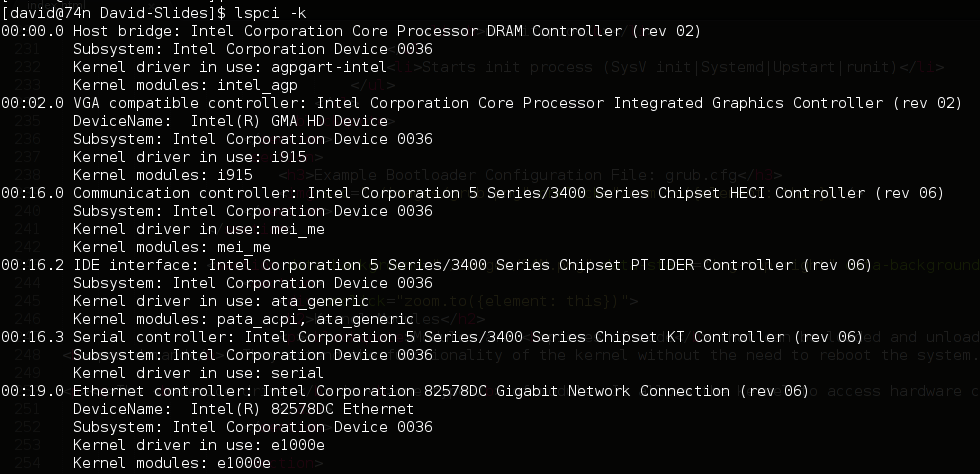 [david@74n David-Slides]$ lspci -k
00:00.0 Host bridge: Intel Corporation Core Processor DRAM Controller (rev 02)
Subsystem: Intel Corporation Device 0036
Kernel driver in use: agpgart-intel
Kernel modules: intel_agp
00:02.0 VGA compatible controller: Intel Corporation Core Processor Integrated Graphics Controller (rev 02)
DeviceName:  Intel(R) GMA HD Device
Subsystem: Intel Corporation Device 0036
Kernel driver in use: i915
Kernel modules: i915
00:16.0 Communication controller: Intel Corporation 5 Series/3400 Series Chipset HECI Controller (rev 06)
Subsystem: Intel Corporation Device 0036
Kernel driver in use: mei_me
Kernel modules: mei_me
00:16.2 IDE interface: Intel Corporation 5 Series/3400 Series Chipset PT IDER Controller (rev 06)
Subsystem: Intel Corporation Device 0036
Kernel driver in use: ata_generic
Kernel modules: pata_acpi, ata_generic
00:16.3 Serial controller: Intel Corporation 5 Series/3400 Series Chipset KT Controller (rev 06)
Subsystem: Intel Corporation Device 0036
Kernel driver in use: serial
00:19.0 Ethernet controller: Intel Corporation 82578DC Gigabit Network Connection (rev 06)
DeviceName:  Intel(R) 82578DC Ethernet
Subsystem: Intel Corporation Device 0036
Kernel driver in use: e1000e
Kernel modules: e1000e